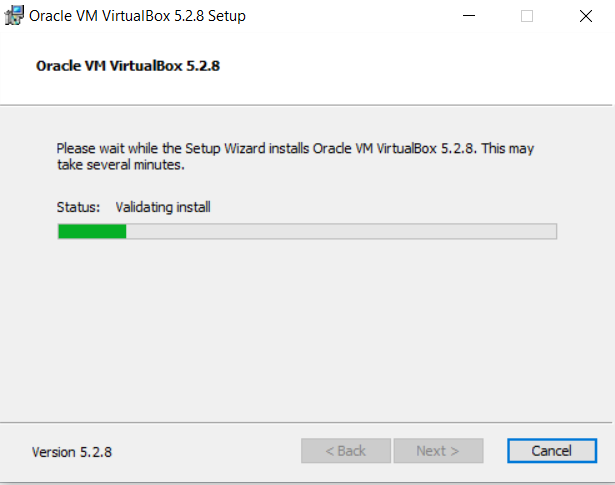 Oracle VM VirtualBox 5.2.8 Setup
Oracle VM VirtualBox 5.2.8
Please wait while the Setup Wizard installs Oracle VM VirtualBox 5.2.8. This may
take several minutes.
Status: Validating install
Version 5.2.8
< Back
Next >
Cancel